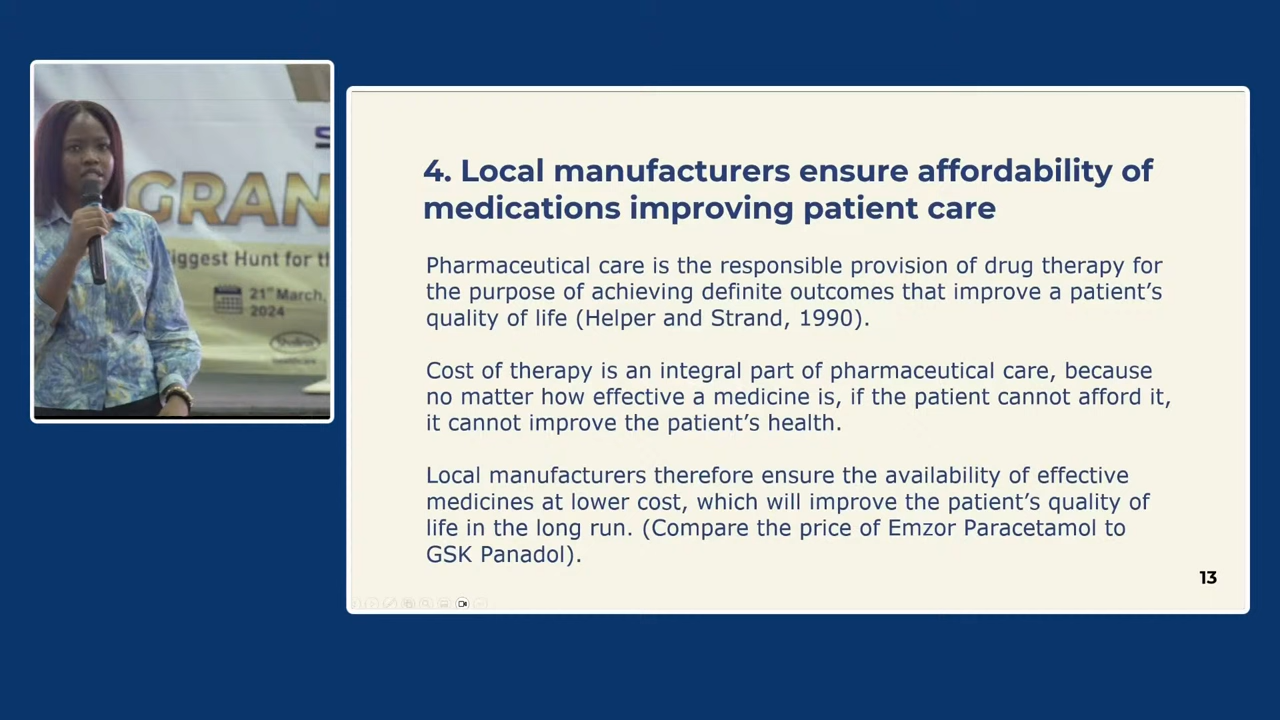 S
GRAN
Biggest Hunt for th
21st March,
2024
Shalina
Healthcare
4. Local manufacturers ensure affordability of
medications improving patient care
Pharmaceutical care is the responsible provision of drug therapy for
the purpose of achieving definite outcomes that improve a patient’s
quality of life (Helper and Strand, 1990).
Cost of therapy is an integral part of pharmaceutical care, because
no matter how effective a medicine is, if the patient cannot afford it,
it cannot improve the patient’s health.
Local manufacturers therefore ensure the availability of effective
medicines at lower cost, which will improve the patient’s quality of
life in the long run. (Compare the price of Emzor Paracetamol to
GSK Panadol).
13